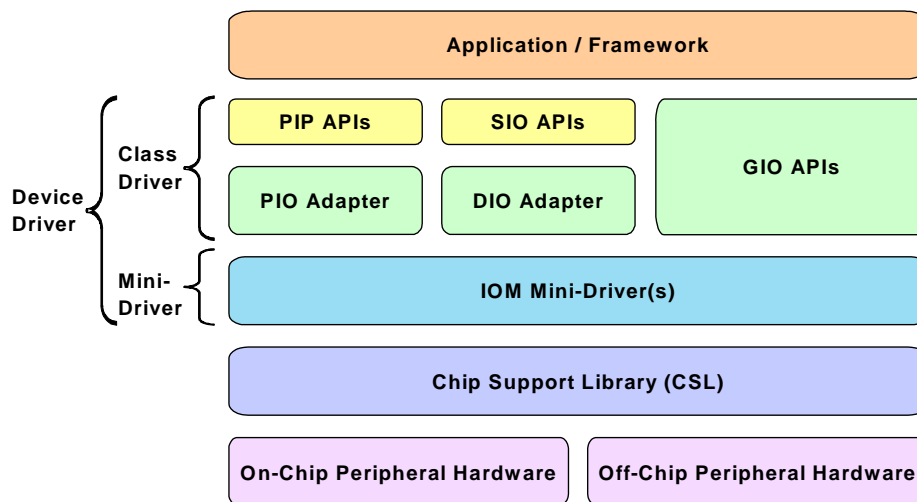 Application / Framework
PIP APIs
SIO APIs
GIO APIs
Class
Driver
Device
Driver
PIO Adapter
DIO Adapter
Mini-
Driver
IOM Mini-Driver(s)
Chip Support Library (CSL)
On-Chip Peripheral Hardware
Off-Chip Peripheral Hardware